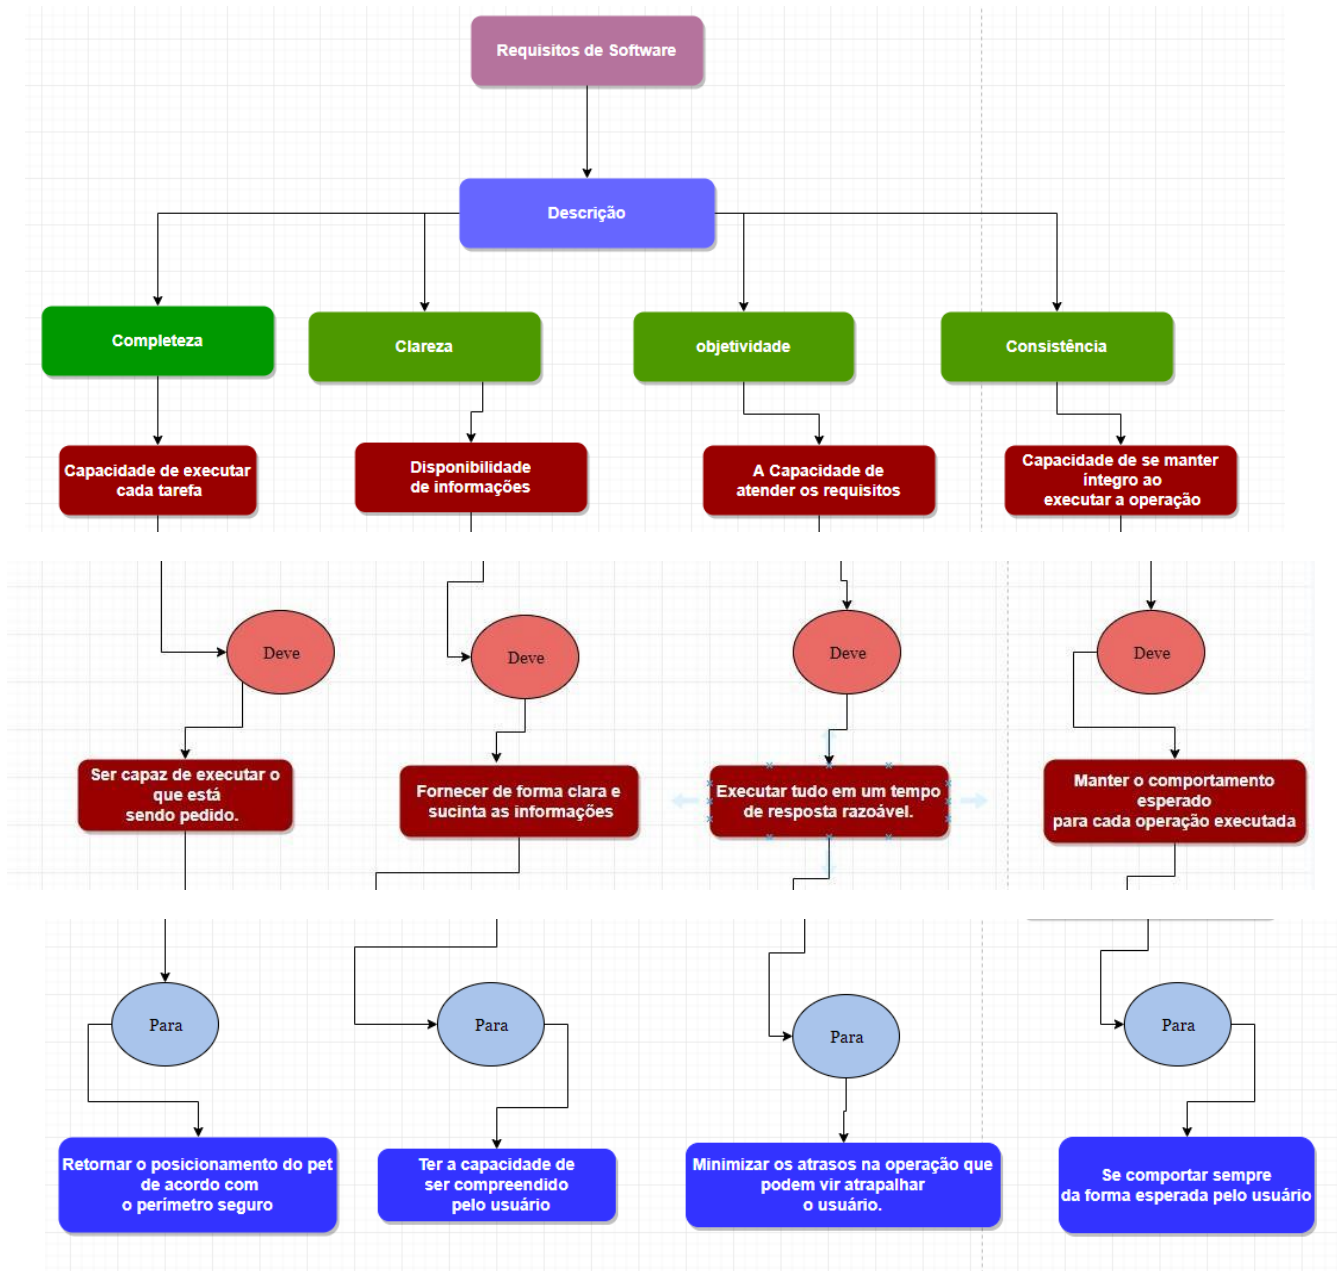 Requisitos de Software
Descrição
Completeza
Clareza
objetividade
Consistência
Capacidade de executar
cada tarefa
Disponibilidade
de informações
A Capacidade de
atender os requisitos
Capacidade de se manter
íntegro ao
executar a operação
Deve
Deve
Deve
Deve
Ser capaz de executar o
que está
sendo pedido.
Fornecer de forma clara e
sucinta as informações
Executar tudo em um tempo
de resposta razoável.
Manter o comportamento
esperado
para cada operação executada
Para
Para
Para
Para
Retornar o posicionamento do pet
de acordo com
o perímetro seguro
Ter a capacidade de
ser compreendido
pelo usuário
Minimizar os atrasos na operação que
podem vir atrapalhar
o usuário.
Se comportar sempre
da forma esperada pelo usuário